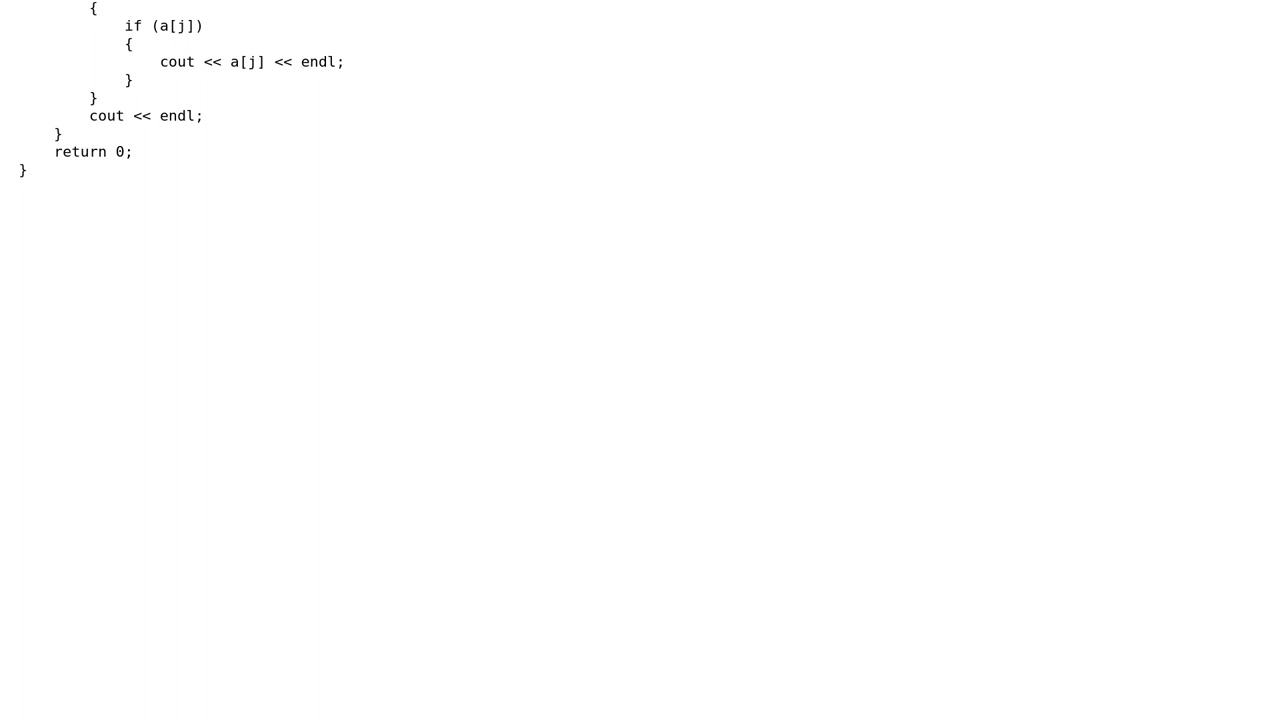 {
            if (a[j])
            {
                cout << a[j] << endl;
            }
        }
        cout << endl;
    }
    return 0;
}